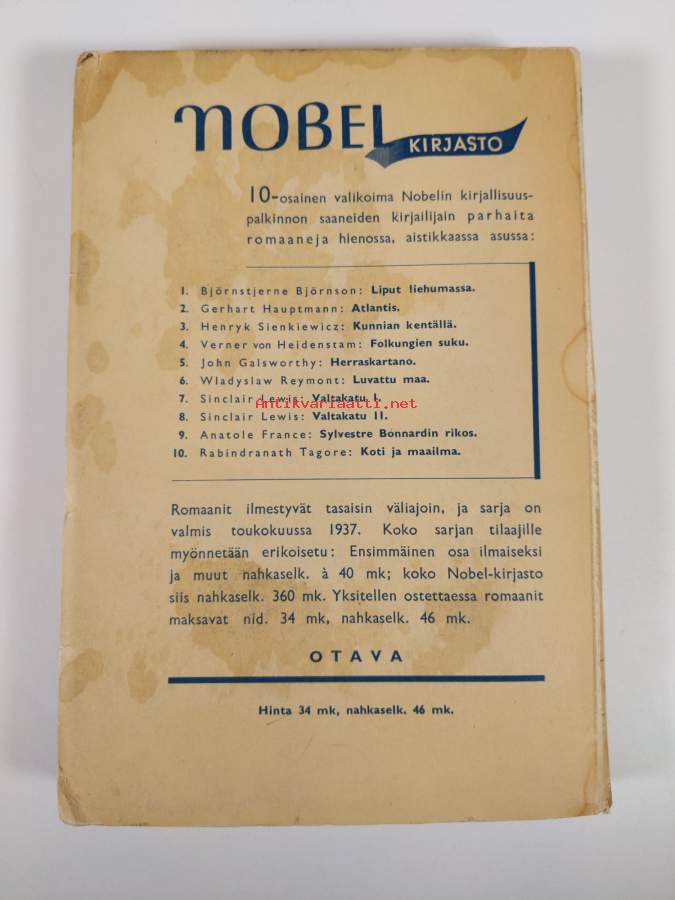 NOBEL
KIRJASTO
10-osainen valikoima Nobelin kirjallisuus-
palkinnon saaneiden kirjailijain parhaita
romaaneja hienossa, aistikkaassa asussa:
1. Björnstjerne Björnson: Liput liehumassa.
2. Gerhart Hauptmann: Atlantis.
3. Henryk Sienkiewicz: Kunnian kentällä.
4. Verner von Heidenstam: Folkungien suku.
5. John Galsworthy: Herraskartano.
6. Wladyslaw Reymont: Luvattu maa.
7. Sinclair Lewis: Valtakatu I.
Antikvariaatti.net
8. Sinclair Lewis: Valtakatu II.
9. Anatole France: Sylvestre Bonnardin rikos.
10. Rabindranath Tagore: Koti ja maailma.
Romaanit ilmestyvät tasaisin väliajoin, ja sarja on
valmis toukokuussa 1937. Koko sarjan tilaajille
myönnetään erikoisetu: Ensimmäinen osa ilmaiseksi
ja muut nahkaselk. à 40 mk; koko Nobel-kirjasto
siis nahkaselk. 360 mk. Yksitellen ostettaessa romaanit
maksavat nid. 34 mk, nahkaselk. 46 mk.
OTAVA
Hinta 34 mk, nahkaselk. 46 mk.